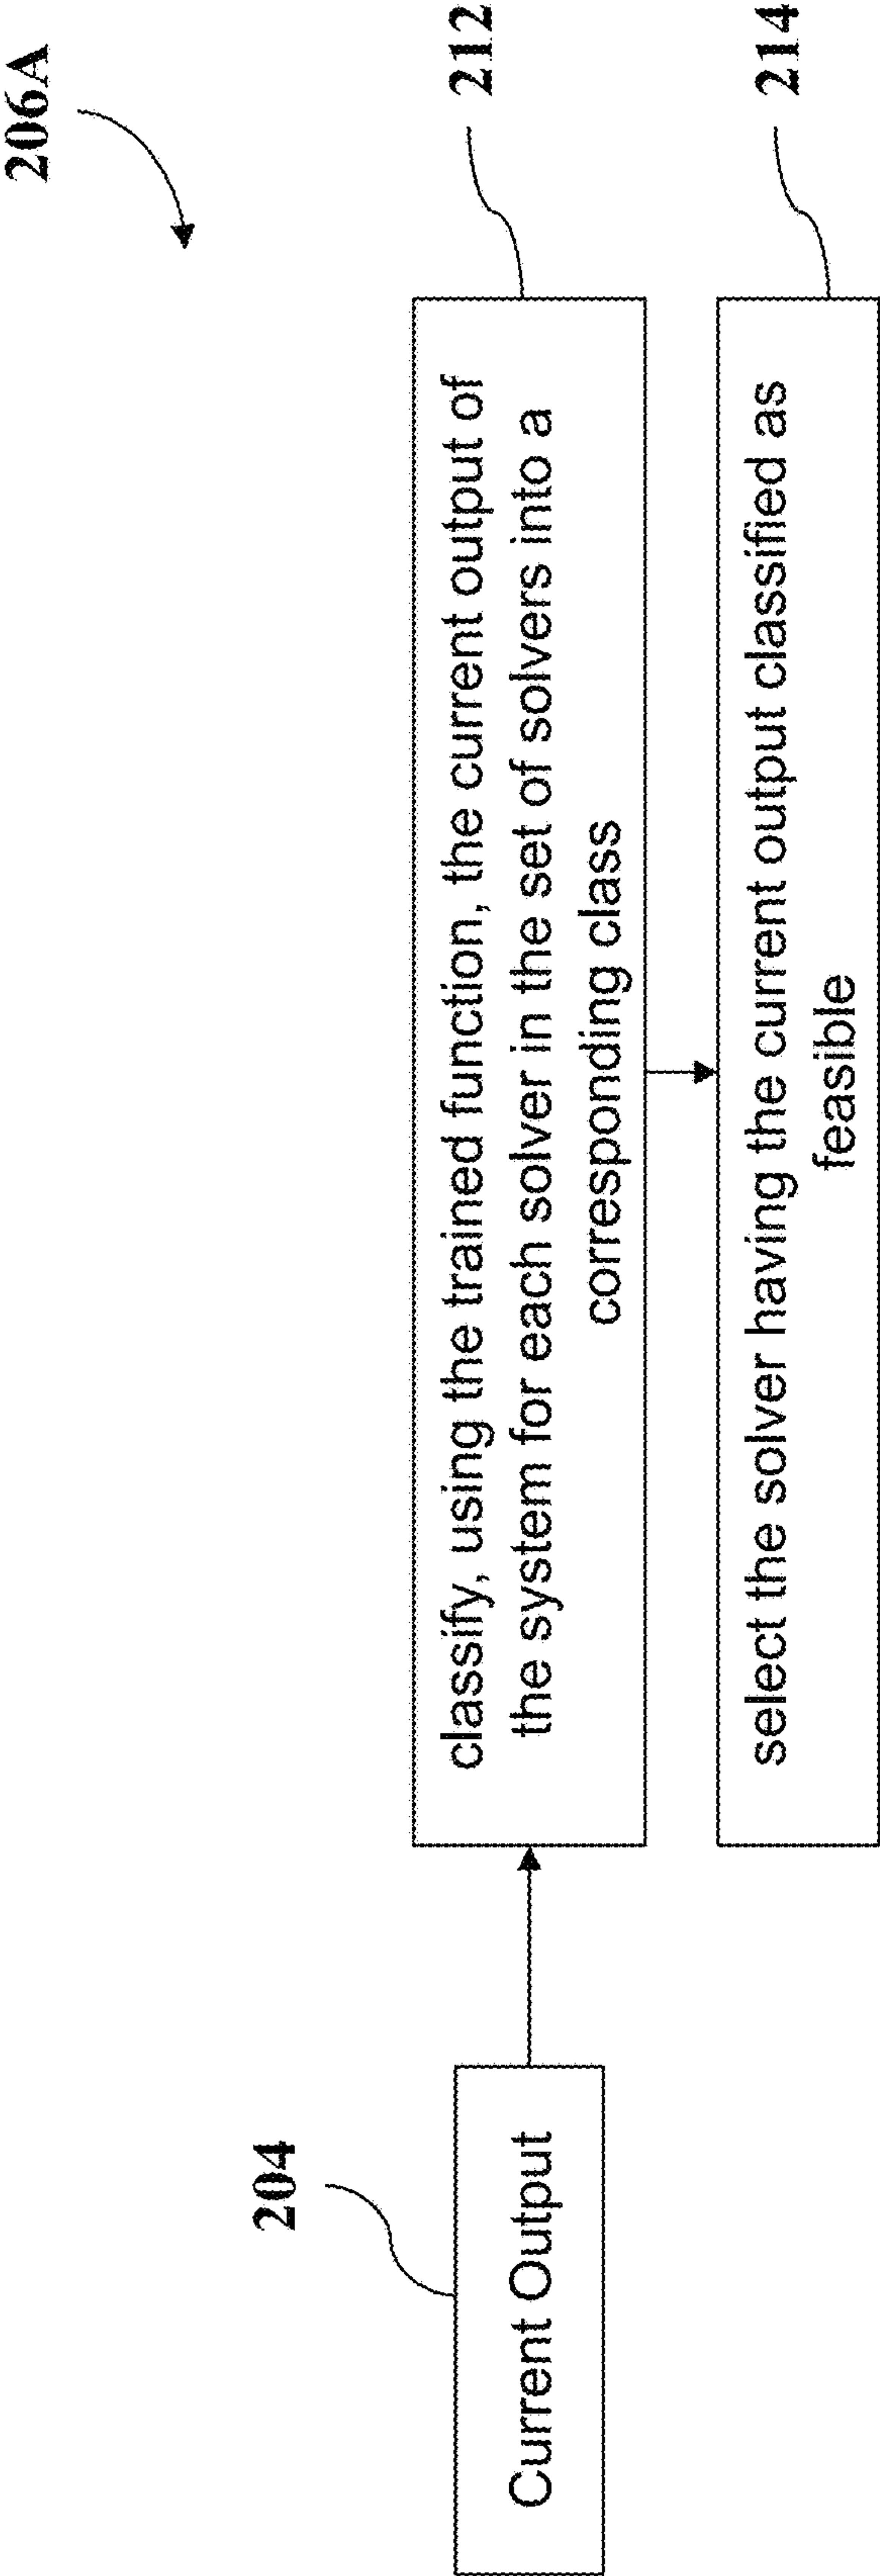 206A
204
Current Output
212
classify, using the trained function, the current output of
the system for each solver in the set of solvers into a
corresponding class
214
select the solver having the current output classified as
feasible